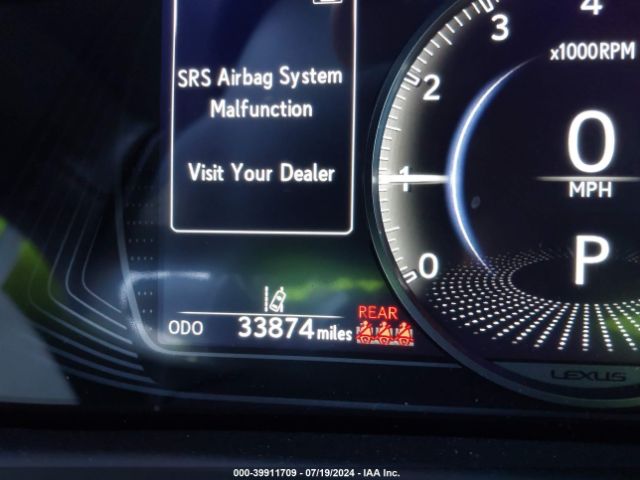 SRS Airbag System
Malfunction
Visit Your Dealer
4
3
x1000RPM
2
1
0
0
MPH
P
REAR
ODO 33874 miles
LEXUS
000-39911709 - 07/19/2024 - IAA Inc.